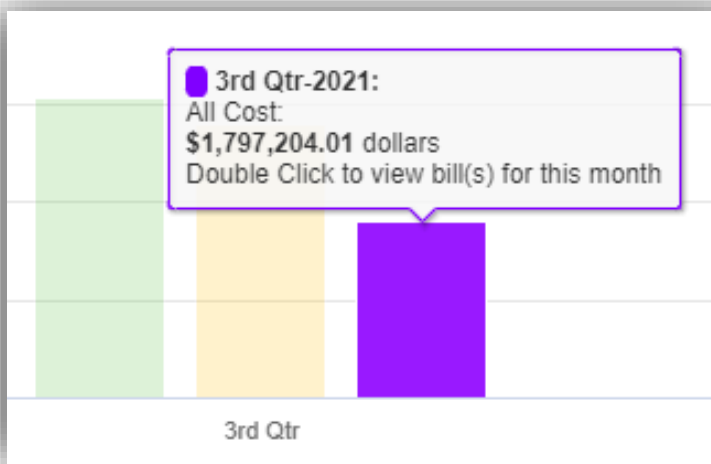 3rd Qtr-2021:
All Cost:
$1,797,204.01 dollars
Double Click to view bill(s) for this month
3rd Qtr